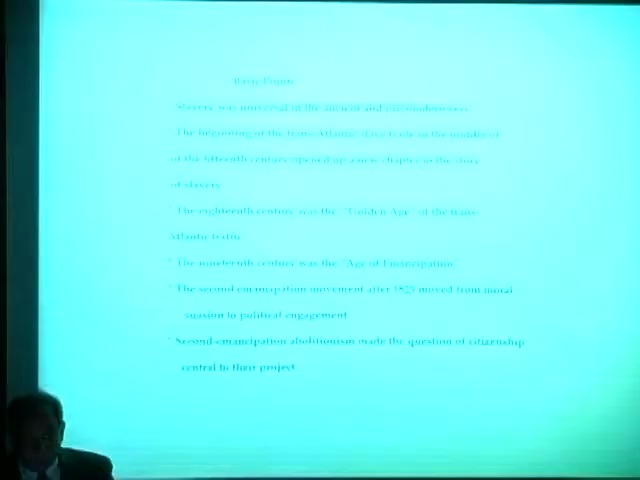 Basic Points
Slavery was universal in the ancient and pre-modern eras
' The beginning of the trans-Atlantic slave trade in the middle of
of the fifteenth century opened up a new chapter in the story
of slavery
' The eighteenth century was the "Golden Age" of the trans-
Atlantic traffic
' The nineteenth century was the "Age of Emancipation"
' The second emancipation movement after 1825 moved from moral
suasion to political engagement
' Second-emancipation abolitionism made the question of citizenship
central to their project